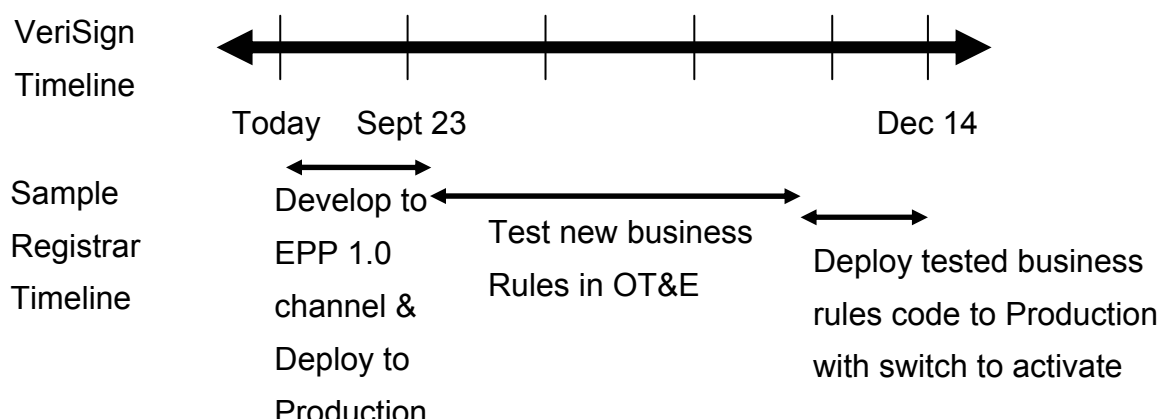 VeriSign
Timeline
Today
Sept 23
Dec 14
Sample
Registrar
Timeline
Develop to
EPP 1.0
channel &
Deploy to
Production
Test new business
Rules in OT&E
Deploy tested business
rules code to Production
with switch to activate